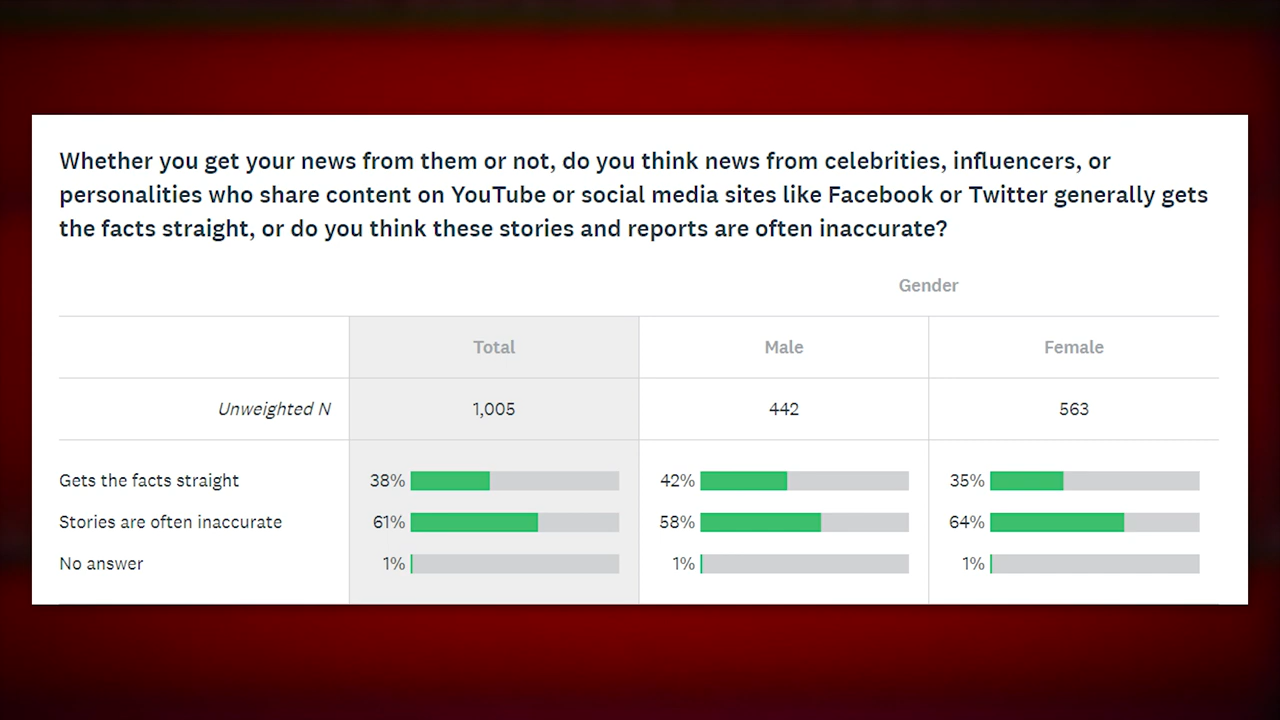 Whether you get your news from them or not, do you think news from celebrities, influencers, or
personalities who share content on YouTube or social media sites like Facebook or Twitter generally gets
the facts straight, or do you think these stories and reports are often inaccurate?
Gender
Total Male Female
Unweighted N 1,005 442 563
Gets the facts straight 38% 42% 35%
Stories are often inaccurate 61% 58% 64%
No answer 1% 1% 1%